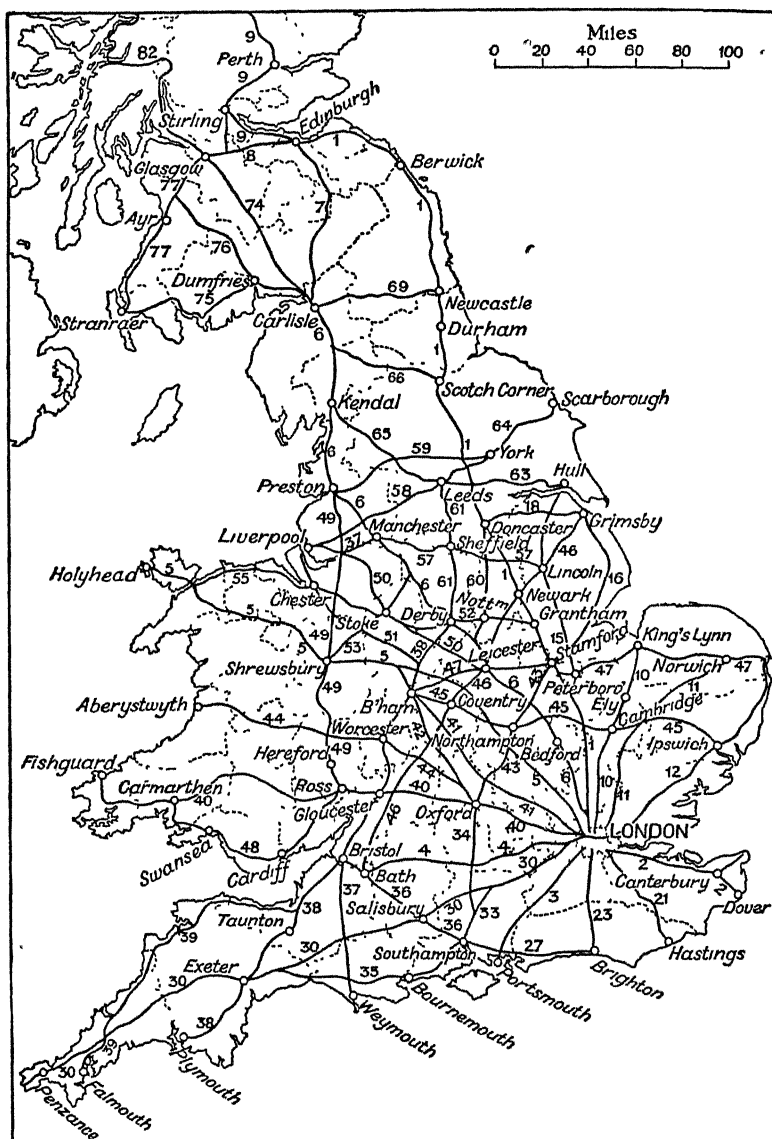 Miles
0 20 40 60 80 100
82
9
Perth
9
Stirling
Edinburgh
9
8
1
Glasgow
Berwick
77
74
7
1
Ayr
77
76
Dumfries
69
75
Newcastle
Stranraer
Carlisle
Durham
6
1
66
Scotch Corner
Scarborough
Kendal
65
64
59
1
York
6
63
Hull
Preston
58
Leeds
6
61
49
18
Liverpool
37
Manchester
Doncaster
Grimsby
57
Sheffield
57
46
Holyhead
5
55
Lincoln
16
50
6
61
60
1
Chester
Newark
5
Stoke
Derby
Nottm
52
Grantham
49
51
50
15
Stamford
King's Lynn
5
53
5
38
Leicester
Shrewsbury
47
47
Norwich
47
46
6
43
Peterboro'
10
11
49
B'ham
45
Coventry
Ely
Aberystwyth
45
Cambridge
44
Worcester
42
41
45
Northampton
Bedford
1
Ipswich
Fishguard
Hereford
49
44
43
12
Carmarthen
5
6
10
11
40
Ross
40
Gloucester
Oxford
41
46
40
LONDON
34
Swansea
48
Cardiff
Bristol
4
4
30
2
Bath
Canterbury
2
37
36
3
21
Dover
38
Salisbury
30
33
23
Taunton
36
39
30
Southampton
27
Hastings
Exeter
35
Brighton
30
Portsmouth
Bournemouth
Weymouth
38
39
Plymouth
30
Falmouth
Penzance